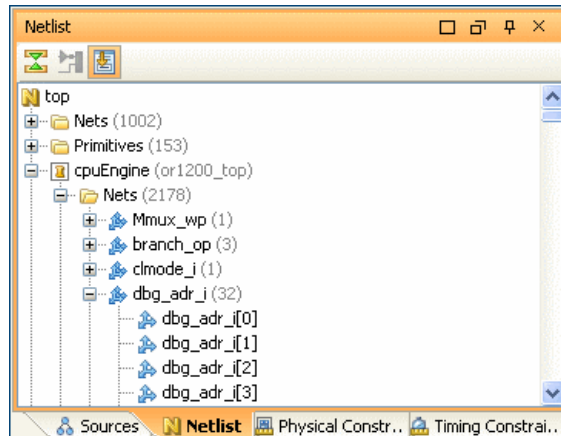 Netlist
top
Nets (1002)
Primitives (153)
cpuEngine (or1200_top)
Nets (2178)
Mmux_wp (1)
branch_op (3)
clmode_i (1)
dbg_adr_i (32)
dbg_adr_i[0]
dbg_adr_i[1]
dbg_adr_i[2]
dbg_adr_i[3]
Sources Netlist Physical Constr.. Timing Constrai..